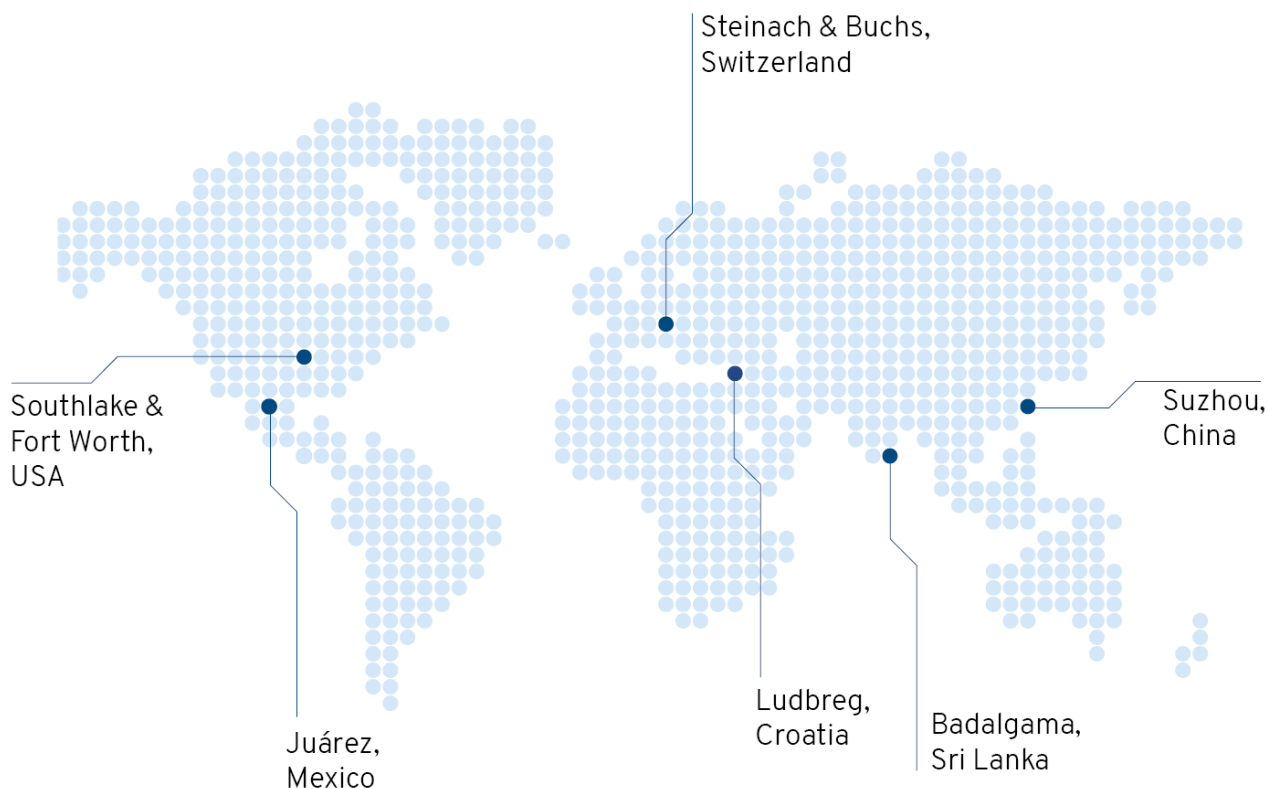 Steinach & Buchs,
Switzerland
Southlake &
Fort Worth,
USA
Suzhou,
China
Juárez,
Mexico
Ludbreg,
Croatia
Badalgama,
Sri Lanka